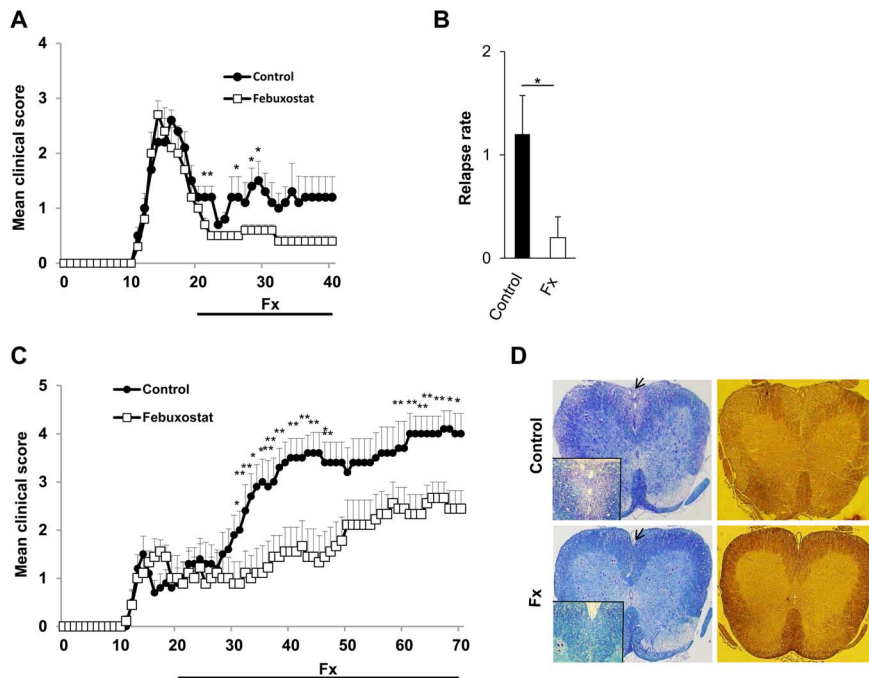 A
Mean clinical score
4
3
2
1
0
Control
Febuxostat
** * * *
0 10 20 30 40
Fx
B
Relapse rate
2
1
0
*
Control
Fx
C
Mean clinical score
5
4
3
2
1
0
Control
Febuxostat
* ** ** * ** ** ** ** ** ** ** ** ** ** ** ** ** * *
0 10 20 30 40 50 60 70
Fx
D
Control
Fx